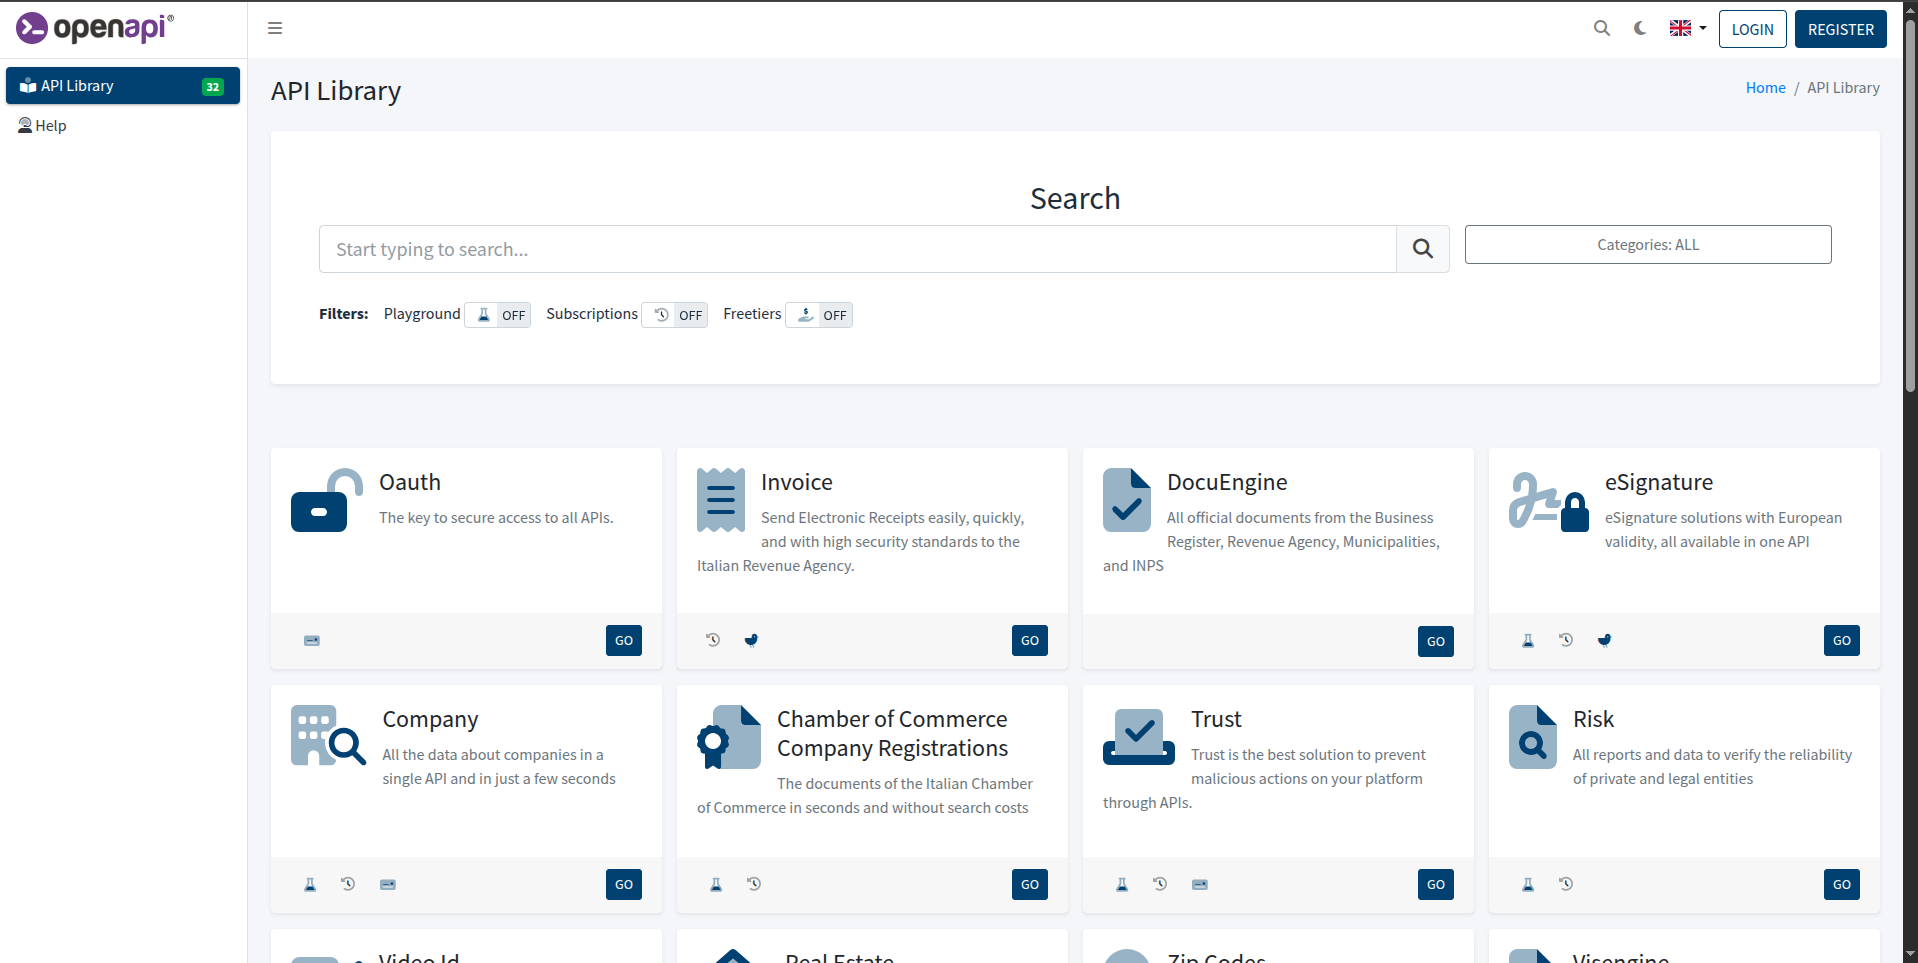 openapi®
LOGIN
REGISTER
API Library
32
Help
API Library
Home / API Library
Search
Start typing to search...
Categories: ALL
Filters: Playground OFF Subscriptions OFF Freetiers OFF
Oauth
The key to secure access to all APIs.
GO
Invoice
Send Electronic Receipts easily, quickly,
and with high security standards to the
Italian Revenue Agency.
GO
DocuEngine
All official documents from the Business
Register, Revenue Agency, Municipalities,
and INPS
GO
eSignature
eSignature solutions with European
validity, all available in one API
GO
Company
All the data about companies in a
single API and in just a few seconds
GO
Chamber of Commerce
Company Registrations
The documents of the Italian Chamber
of Commerce in seconds and without search costs
GO
Trust
Trust is the best solution to prevent
malicious actions on your platform
through APIs.
GO
Risk
All reports and data to verify the reliability
of private and legal entities
GO
Video Id
Real Estate
Zip Codes
Visengine